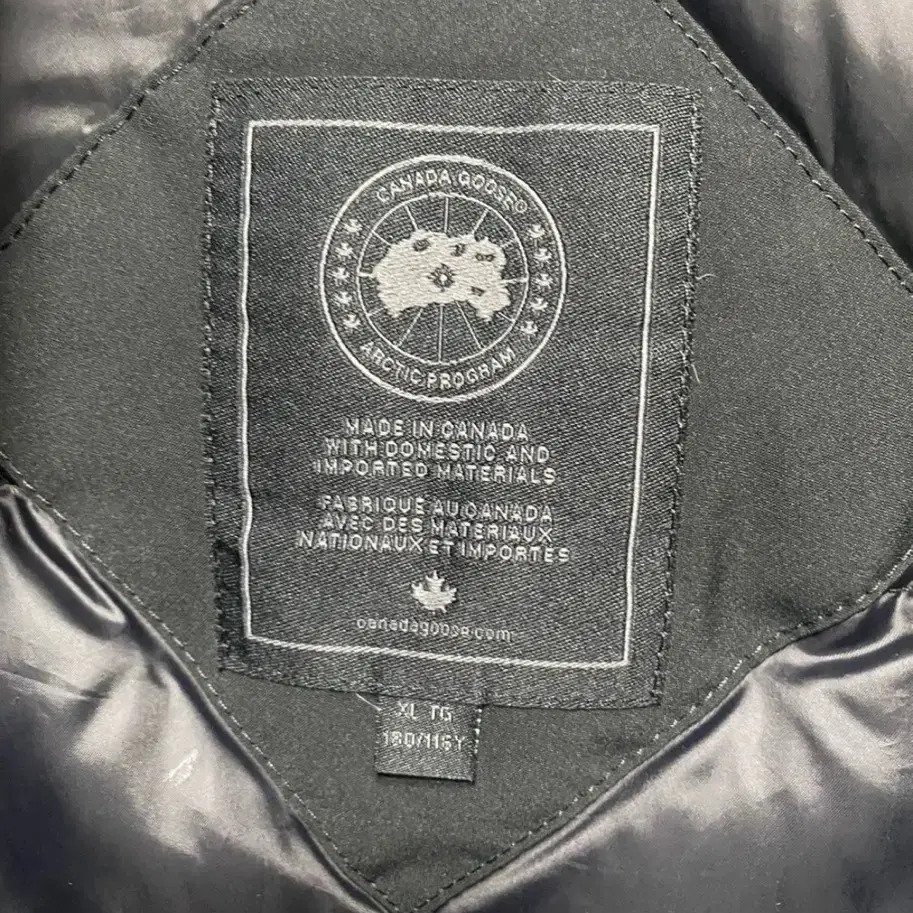 CANADA GOOSE®
ARCTIC PROGRAM
MADE IN CANADA
WITH DOMESTIC AND
IMPORTED MATERIALS
FABRIQUE AU CANADA
AVEC DES MATERIAUX
NATIONAUX ET IMPORTES
canadagoose.com
XL TG
180/116Y